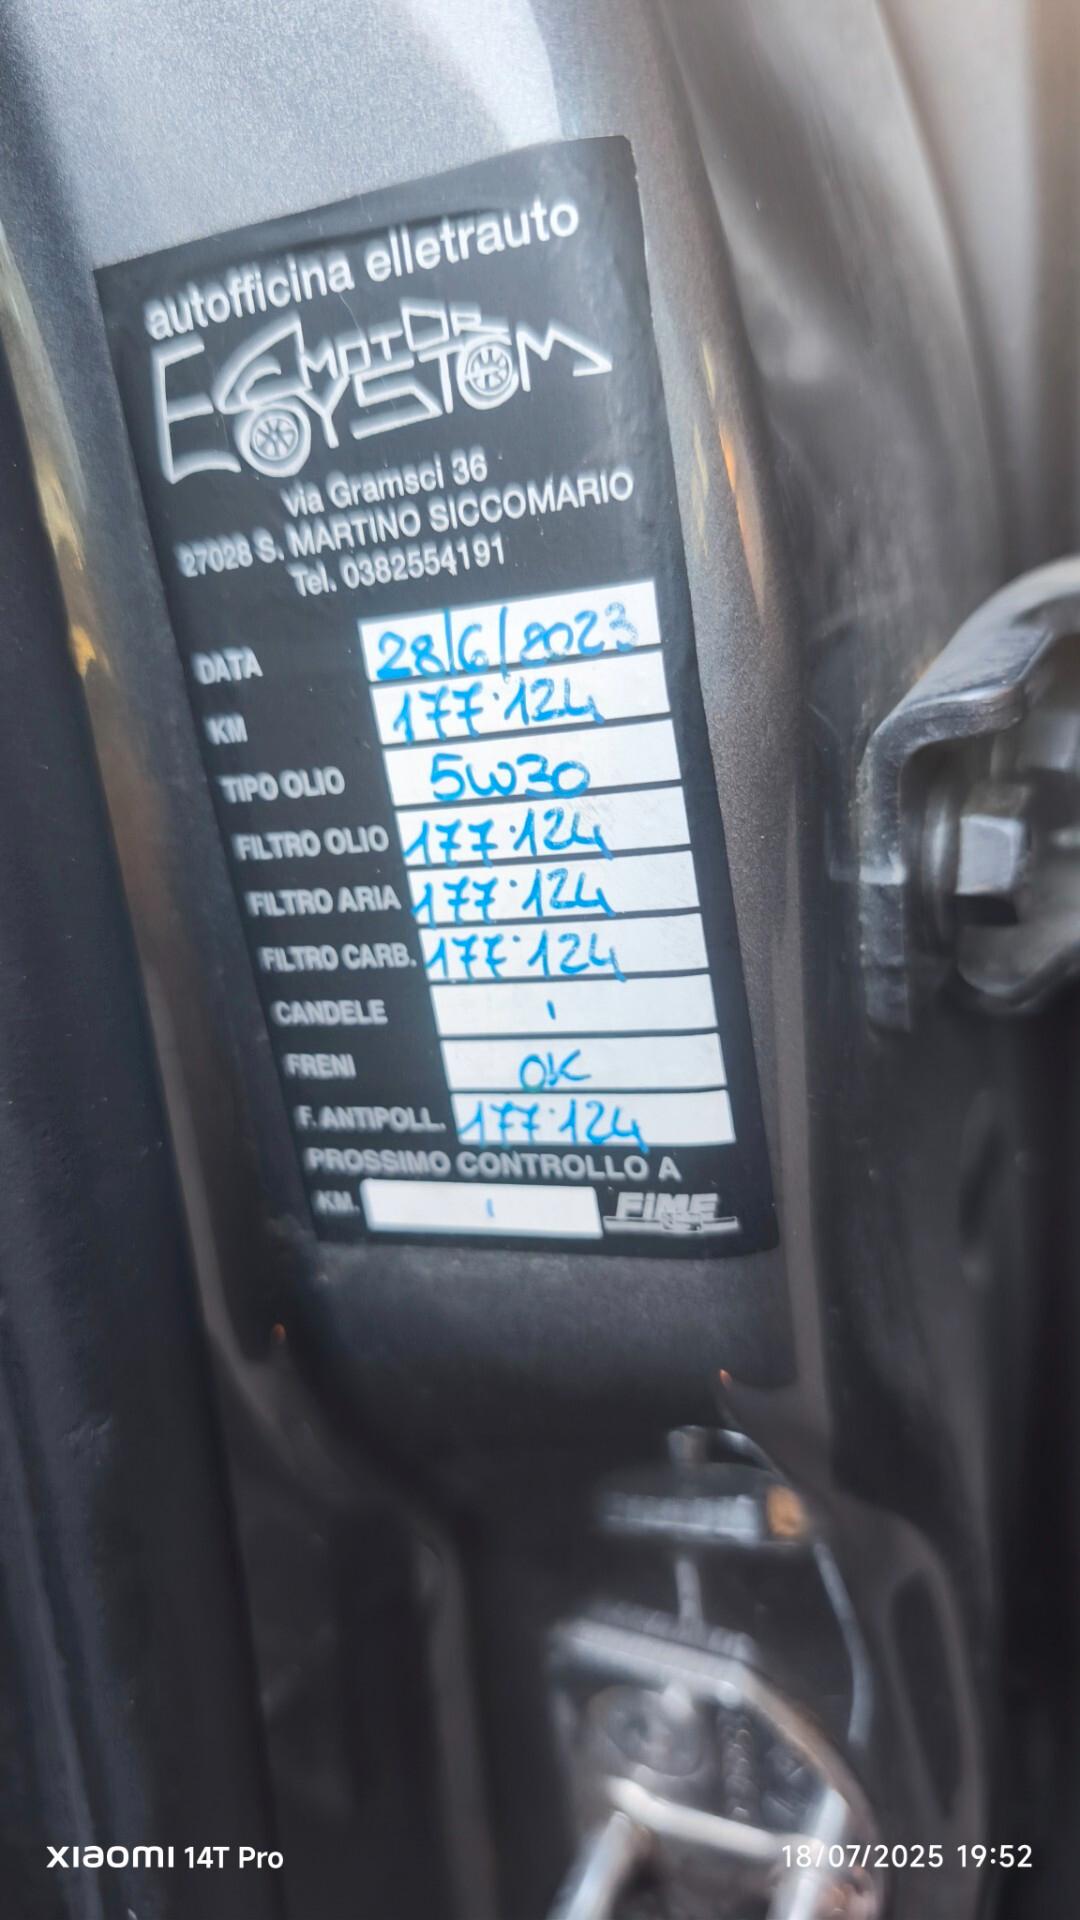 autofficina elletrauto
ECOMOTOR
SYSTEM
via Gramsci 36
27028 S. MARTINO SICCOMARIO
Tel. 0382554191
DATA 28/6/2023
KM 177.124
TIPO OLIO 5W30
FILTRO OLIO 177.124
FILTRO ARIA 177.124
FILTRO CARB. 177.124
CANDELE ı
FRENI OK
F. ANTIPOLL. 177.124
PROSSIMO CONTROLLO A
KM. ı FIME
XIAOMI 14T Pro
18/07/2025 19:52